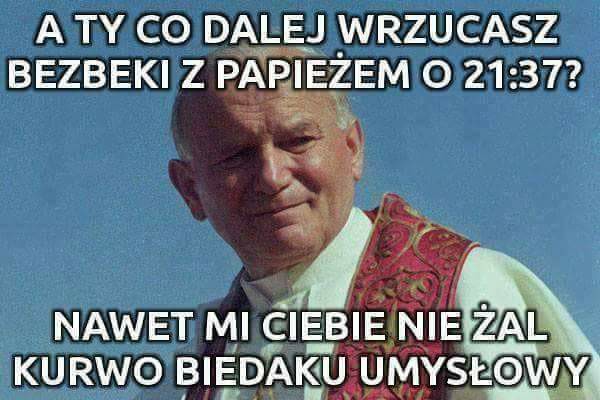 A TY CO DALEJ WRZUCASZ
BEZBEKI Z PAPIEŻEM O 21:37?
NAWET MI CIEBIE NIE ŻAL
KURWO BIEDAKU UMYSŁOWY